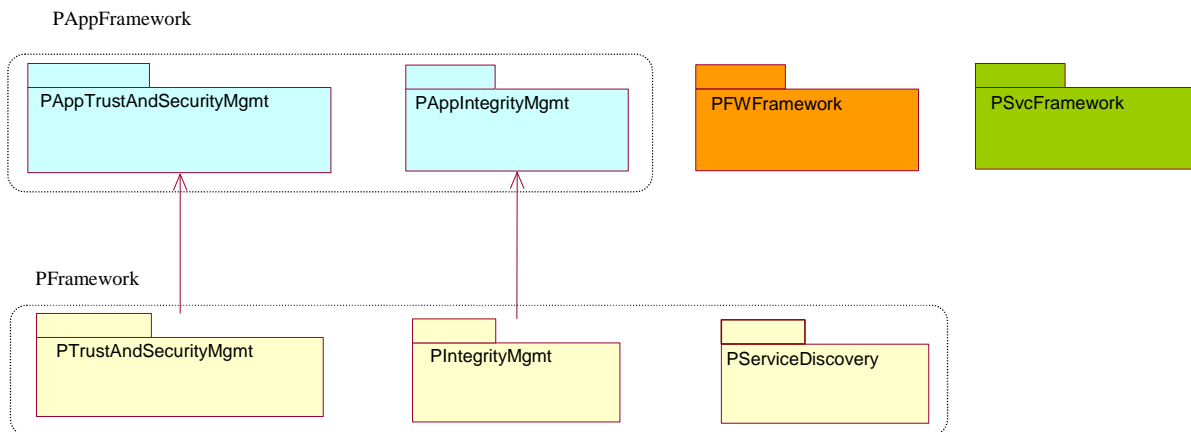 PAppFramework
PAppTrustAndSecurityMgmt
PAppIntegrityMgmt
PFWFramework
PSvcFramework
PFramework
PTrustAndSecurityMgmt
PIntegrityMgmt
PServiceDiscovery